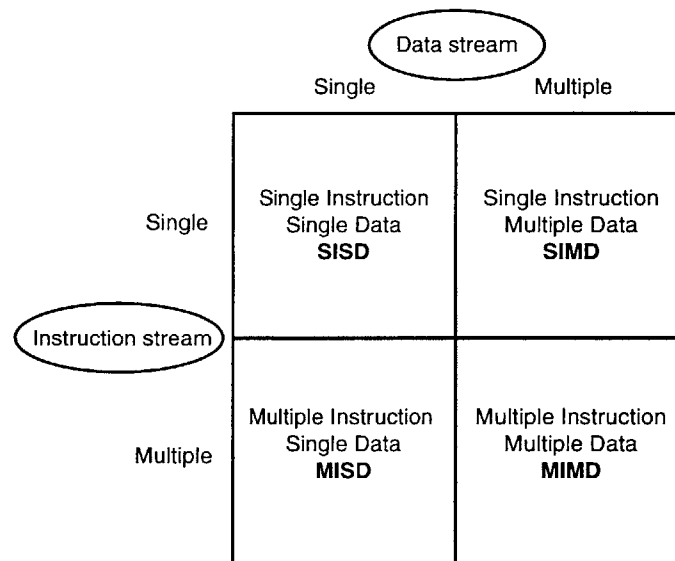 Data stream
Single Multiple
Single
Single Instruction
Single Data
SISD
Single Instruction
Multiple Data
SIMD
Instruction stream
Multiple
Multiple Instruction
Single Data
MISD
Multiple Instruction
Multiple Data
MIMD